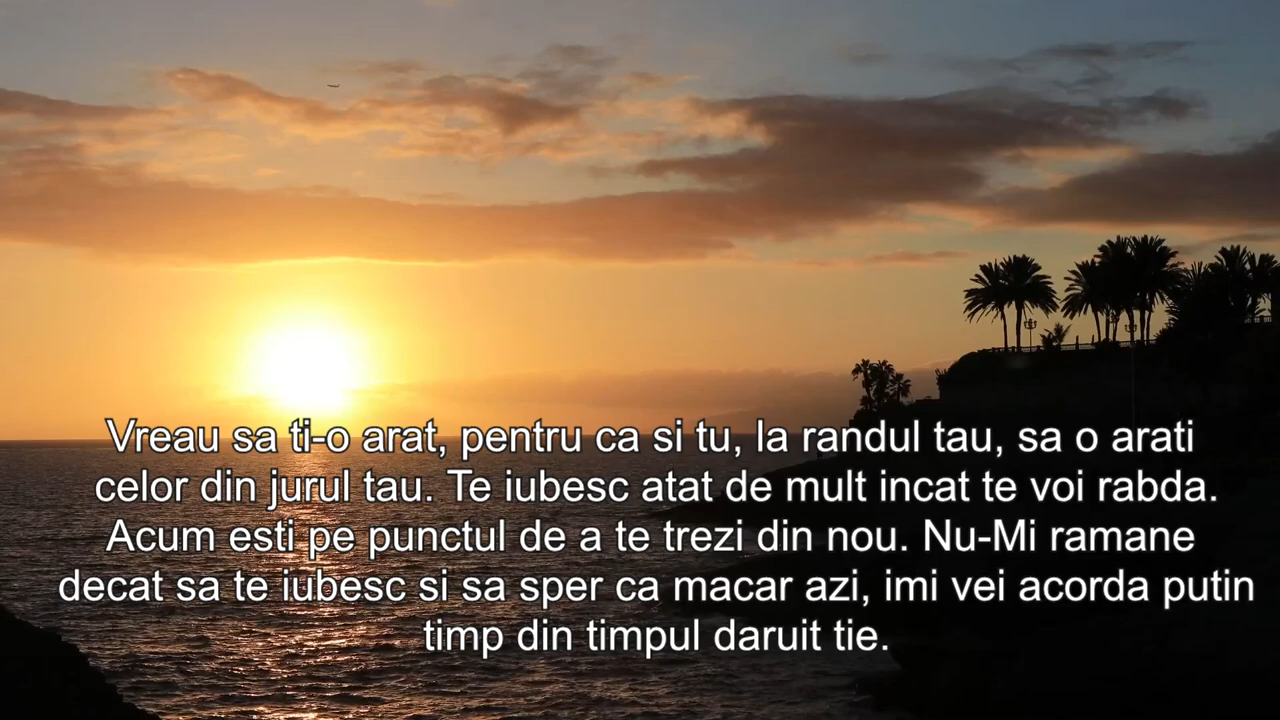 Vreau sa ti-o arat, pentru ca si tu, la randul tau, sa o arati
celor din jurul tau. Te iubesc atat de mult incat te voi rabda.
Acum esti pe punctul de a te trezi din nou. Nu-Mi ramane
decat sa te iubesc si sa sper ca macar azi, imi vei acorda putin
timp din timpul daruit tie.